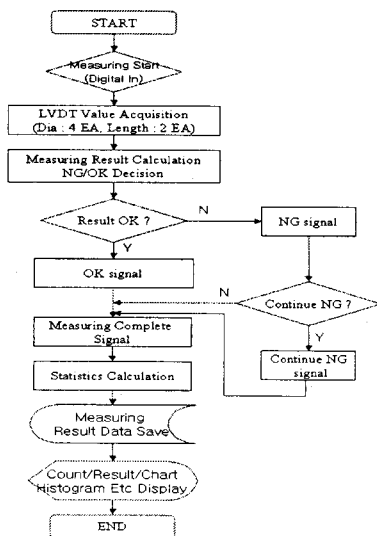 START
Measuring Start
(Digital In)
LVDT Value Acquisition
(Dia : 4 EA, Length : 2 EA)
Measuring Result Calculation
NG/OK Decision
Result OK ?
N
NG signal
Y
OK signal
N
Continue NG ?
Y
Measuring Complete
Signal
Continue NG
signal
Statistics Calculation
Measuring
Result Data Save
Count/Result/Chart
Histogram Etc Display
END